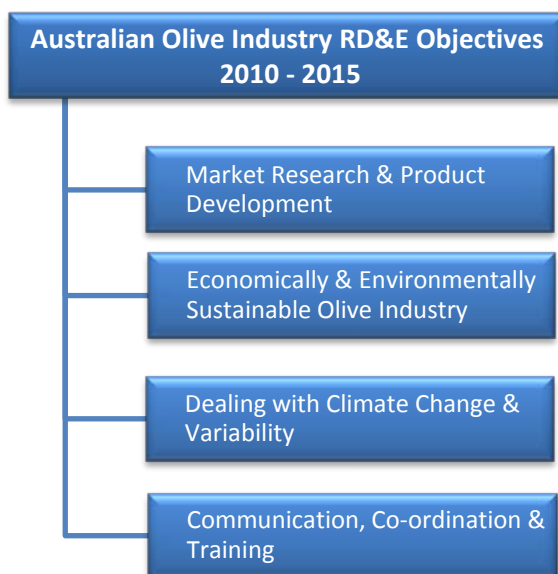 Australian Olive Industry RD&E Objectives
2010 - 2015
Market Research & Product
Development
Economically & Environmentally
Sustainable Olive Industry
Dealing with Climate Change &
Variability
Communication, Co-ordination &
Training